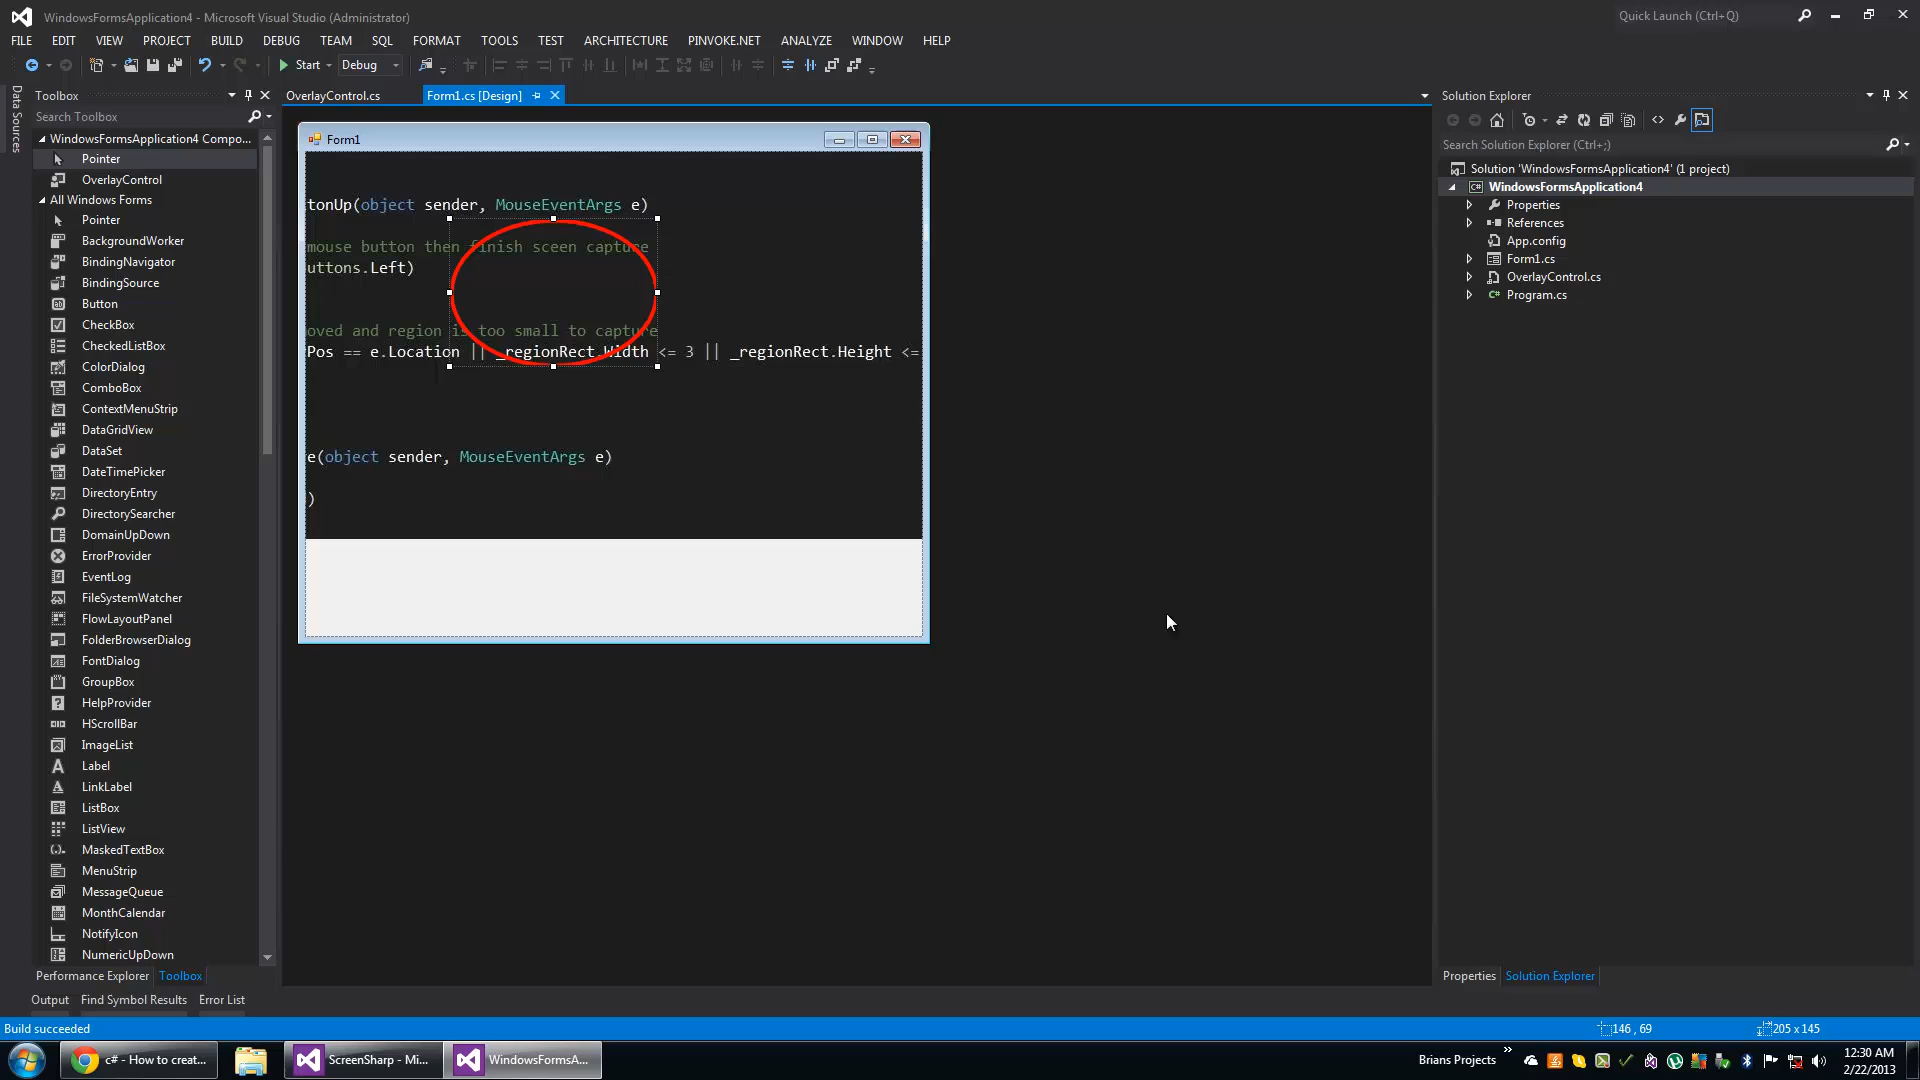 WindowsFormsApplication4 - Microsoft Visual Studio (Administrator)
Quick Launch (Ctrl+Q)
FILE EDIT VIEW PROJECT BUILD DEBUG TEAM SQL FORMAT TOOLS TEST ARCHITECTURE PINVOKE.NET ANALYZE WINDOW HELP
Start Debug
Data Sources
Toolbox
Search Toolbox
WindowsFormsApplication4 Compo...
Pointer
OverlayControl
All Windows Forms
Pointer
BackgroundWorker
BindingNavigator
BindingSource
Button
CheckBox
CheckedListBox
ColorDialog
ComboBox
ContextMenuStrip
DataGridView
DataSet
DateTimePicker
DirectoryEntry
DirectorySearcher
DomainUpDown
ErrorProvider
EventLog
FileSystemWatcher
FlowLayoutPanel
FolderBrowserDialog
FontDialog
GroupBox
HelpProvider
HScrollBar
ImageList
Label
LinkLabel
ListBox
ListView
MaskedTextBox
MenuStrip
MessageQueue
MonthCalendar
NotifyIcon
NumericUpDown
Performance Explorer Toolbox
OverlayControl.cs Form1.cs [Design]
Form1
tonUp(object sender, MouseEventArgs e)
mouse button then finish sceen capture
uttons.Left)
oved and region is too small to capture
Pos == e.Location || _regionRect.Width <= 3 || _regionRect.Height <=
e(object sender, MouseEventArgs e)
)
Solution Explorer
Search Solution Explorer (Ctrl+;)
Solution 'WindowsFormsApplication4' (1 project)
WindowsFormsApplication4
Properties
References
App.config
Form1.cs
OverlayControl.cs
Program.cs
Properties Solution Explorer
Output Find Symbol Results Error List
Build succeeded
146 , 69
205 x 145
c# - How to creat...
ScreenSharp - Mi...
WindowsFormsA...
Brians Projects
12:30 AM
2/22/2013